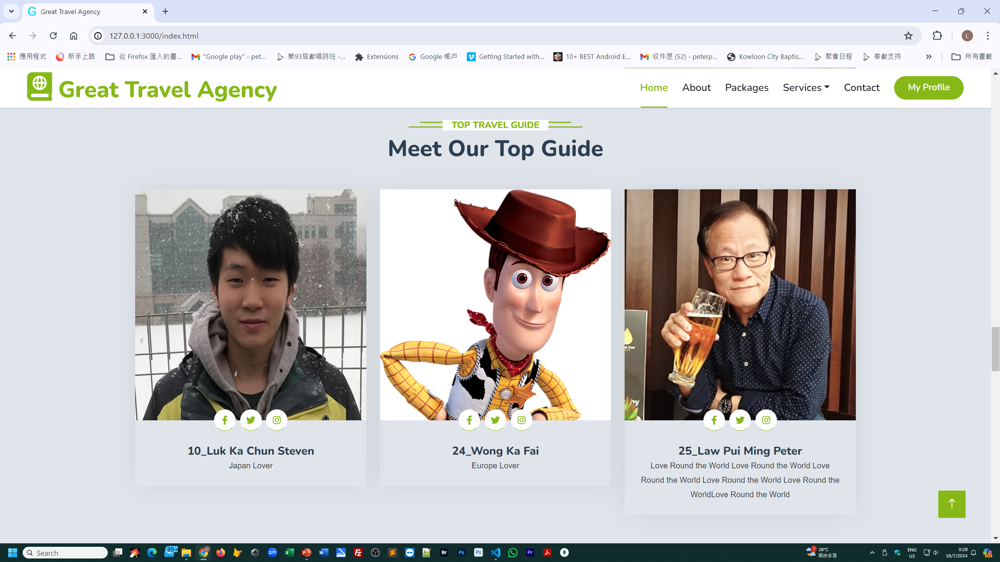 Great Travel Agency
127.0.0.1:3000/index.html
應用程式 新手上路 從 Firefox 匯入的書... "Google play" - pet... 第93屆獻唱詩班 -... Extensions Google 帳戶 Getting Started with... 10+ BEST Android E... 收件匣 (52) - peterp... Kowloon City Baptis... 聚會日程 奉獻支持 » 所有書籤
Great Travel Agency Home About Packages Services Contact My Profile
TOP TRAVEL GUIDE
Meet Our Top Guide
10_Luk Ka Chun Steven
Japan Lover
24_Wong Ka Fai
Europe Lover
25_Law Pui Ming Peter
Love Round the World Love Round the World Love
Round the World Love Round the World Love Round the
WorldLove Round the World
Search 99+
28°C
晴時多雲
ENG
US
0:29
18/7/2024